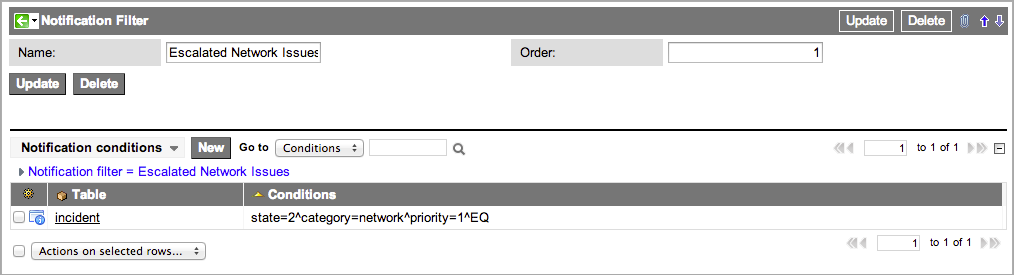 Notification Filter Update Delete
Name: Escalated Network Issues Order: 1
Update Delete
Notification conditions New Go to Conditions 1 to 1 of 1
Notification filter = Escalated Network Issues
Table Conditions
incident state=2^category=network^priority=1^EQ
Actions on selected rows... 1 to 1 of 1